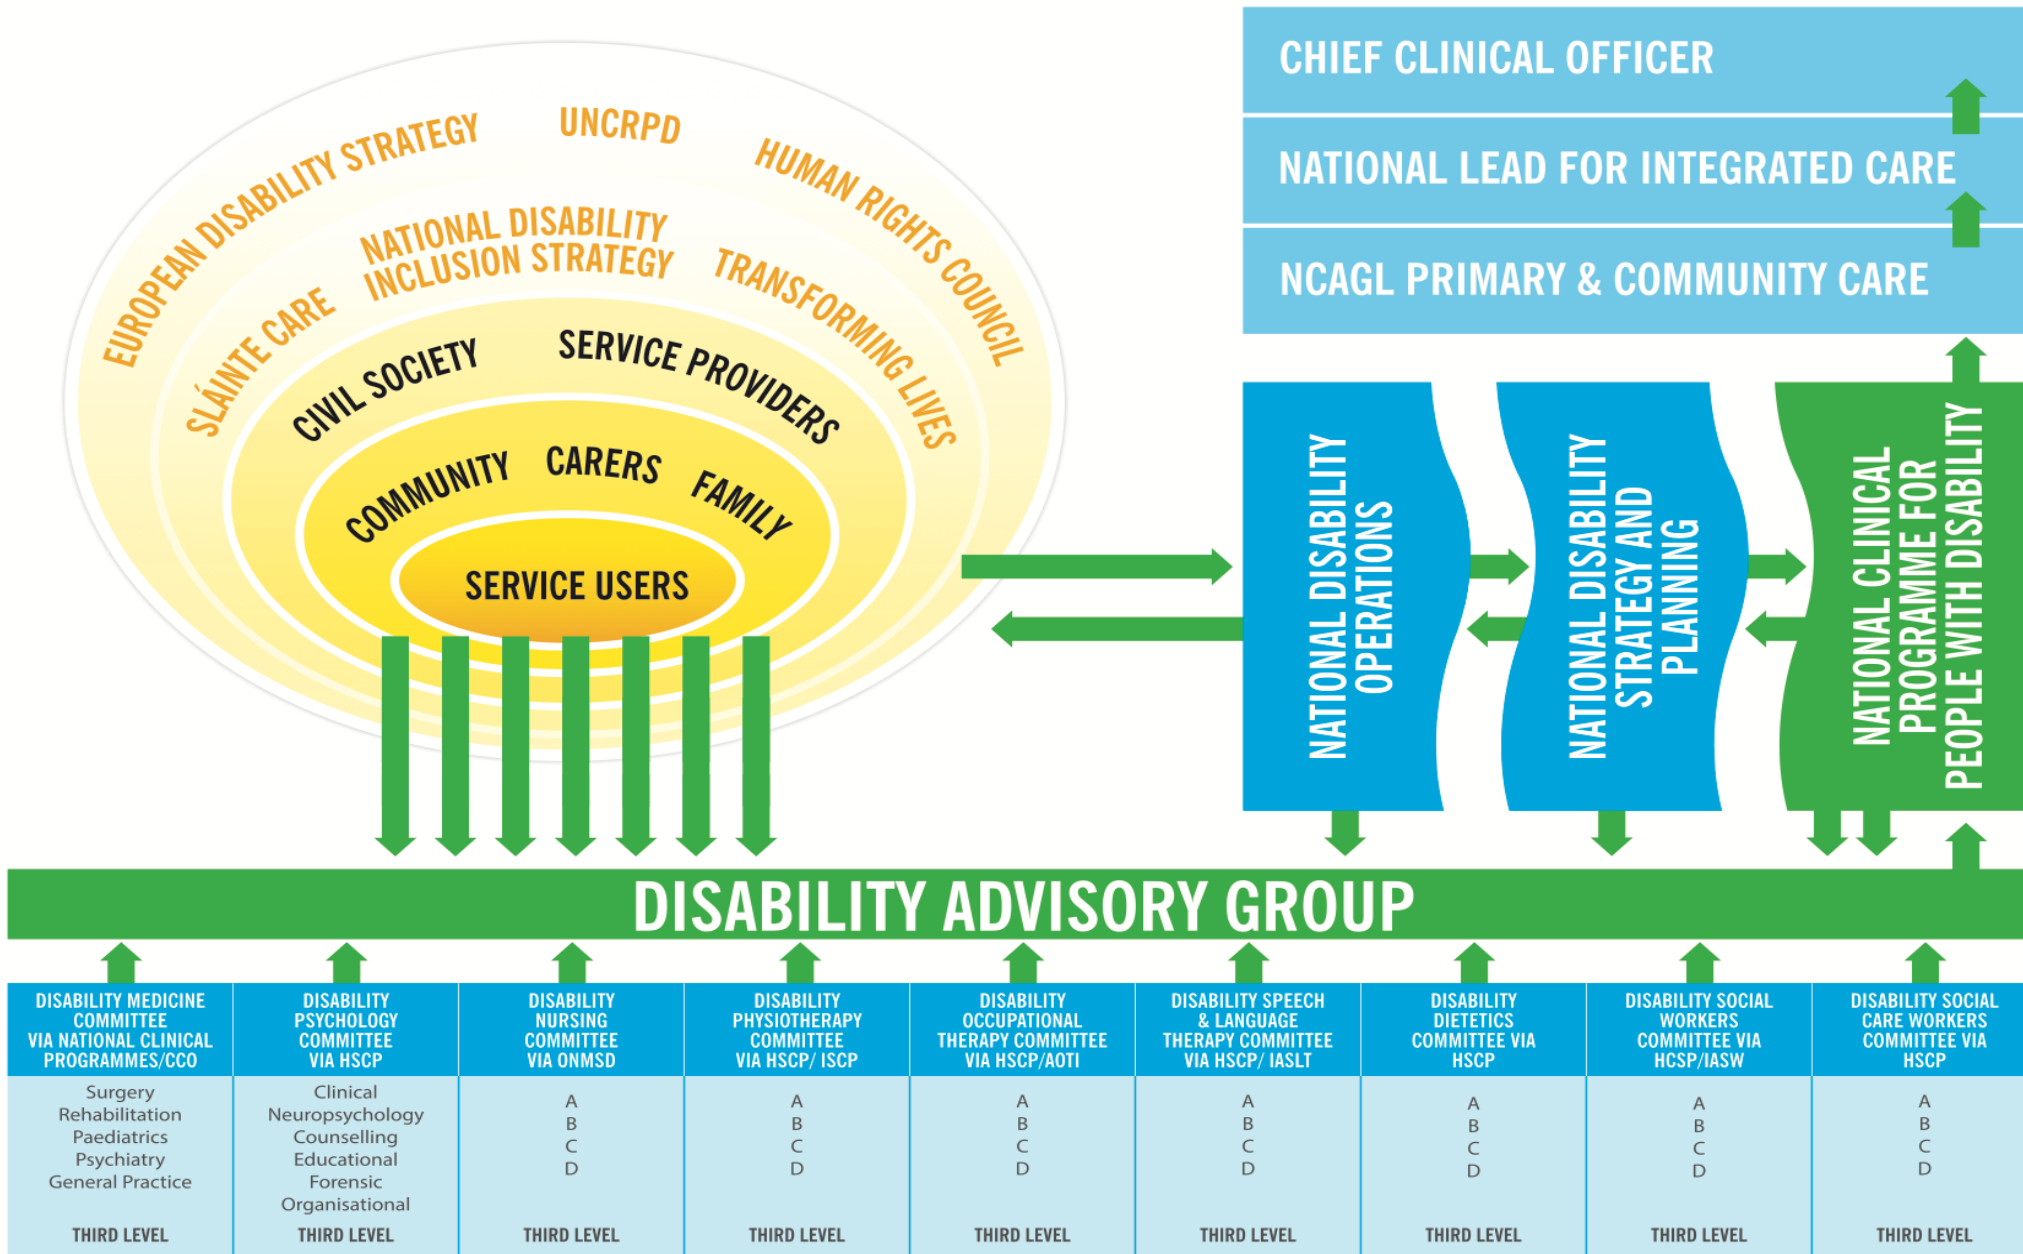 EUROPEAN DISABILITY STRATEGY
UNCRPD
HUMAN RIGHTS COUNCIL
SLÁINTE CARE
NATIONAL DISABILITY
INCLUSION STRATEGY
TRANSFORMING LIVES
CIVIL SOCIETY
SERVICE PROVIDERS
COMMUNITY
CARERS
FAMILY
SERVICE USERS
CHIEF CLINICAL OFFICER
NATIONAL LEAD FOR INTEGRATED CARE
NCAGL PRIMARY & COMMUNITY CARE
NATIONAL DISABILITY
OPERATIONS
NATIONAL DISABILITY
STRATEGY AND
PLANNING
NATIONAL CLINICAL
PROGRAMME FOR
PEOPLE WITH DISABILITY
DISABILITY ADVISORY GROUP
DISABILITY MEDICINE
COMMITTEE
VIA NATIONAL CLINICAL
PROGRAMMES/CCO
Surgery
Rehabilitation
Paediatrics
Psychiatry
General Practice
THIRD LEVEL
DISABILITY
PSYCHOLOGY
COMMITTEE
VIA HSCP
Clinical
Neuropsychology
Counselling
Educational
Forensic
Organisational
THIRD LEVEL
DISABILITY
NURSING
COMMITTEE
VIA ONMSD
A
B
C
D
THIRD LEVEL
DISABILITY
PHYSIOTHERAPY
COMMITTEE
VIA HSCP/ ISCP
A
B
C
D
THIRD LEVEL
DISABILITY
OCCUPATIONAL
THERAPY COMMITTEE
VIA HSCP/AOTI
A
B
C
D
THIRD LEVEL
DISABILITY SPEECH
& LANGUAGE
THERAPY COMMITTEE
VIA HSCP/ IASLT
A
B
C
D
THIRD LEVEL
DISABILITY
DIETETICS
COMMITTEE VIA
HSCP
A
B
C
D
THIRD LEVEL
DISABILITY SOCIAL
WORKERS
COMMITTEE VIA
HCSP/IASW
A
B
C
D
THIRD LEVEL
DISABILITY SOCIAL
CARE WORKERS
COMMITTEE VIA
HSCP
A
B
C
D
THIRD LEVEL